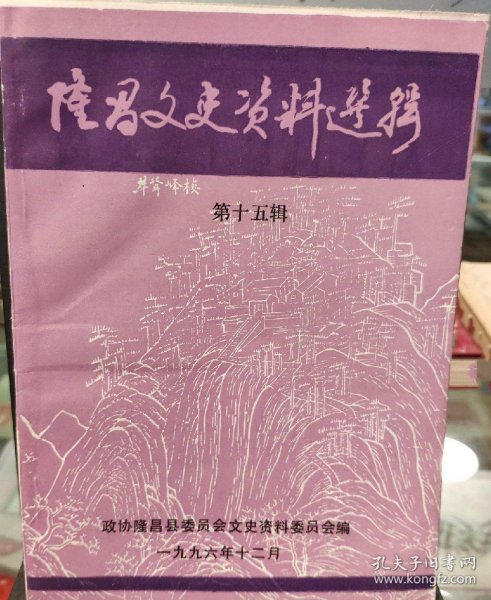 隆昌文史资料选辑
第十五辑
政协隆昌县委员会文史资料委员会编
一九九六年十二月
孔夫子旧书网
www.kongfz.com